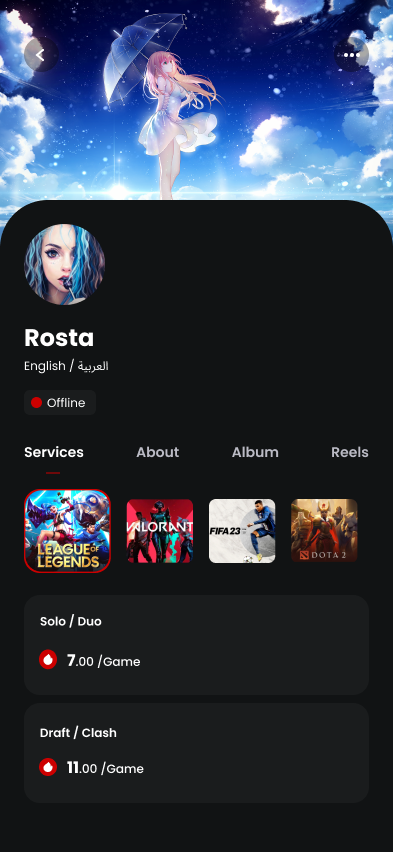 Rosta
English / العربية
Offline
Services About Album Reels
LEAGUE OF LEGENDS
VALORANT
FIFA 23
DOTA 2
Solo / Duo
7.00 /Game
Draft / Clash
11.00 /Game